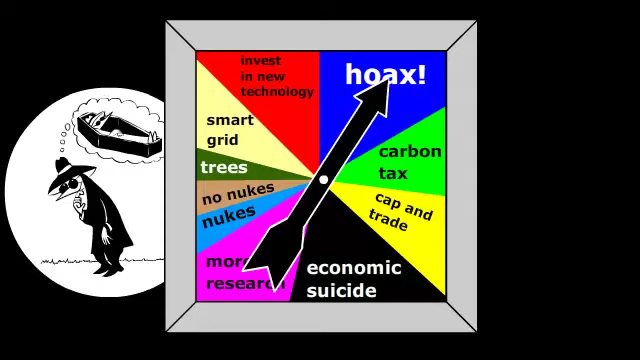 invest
in new
technology
hoax!
smart
grid
carbon
tax
trees
no nukes
cap and
trade
nukes
more
research
economic
suicide